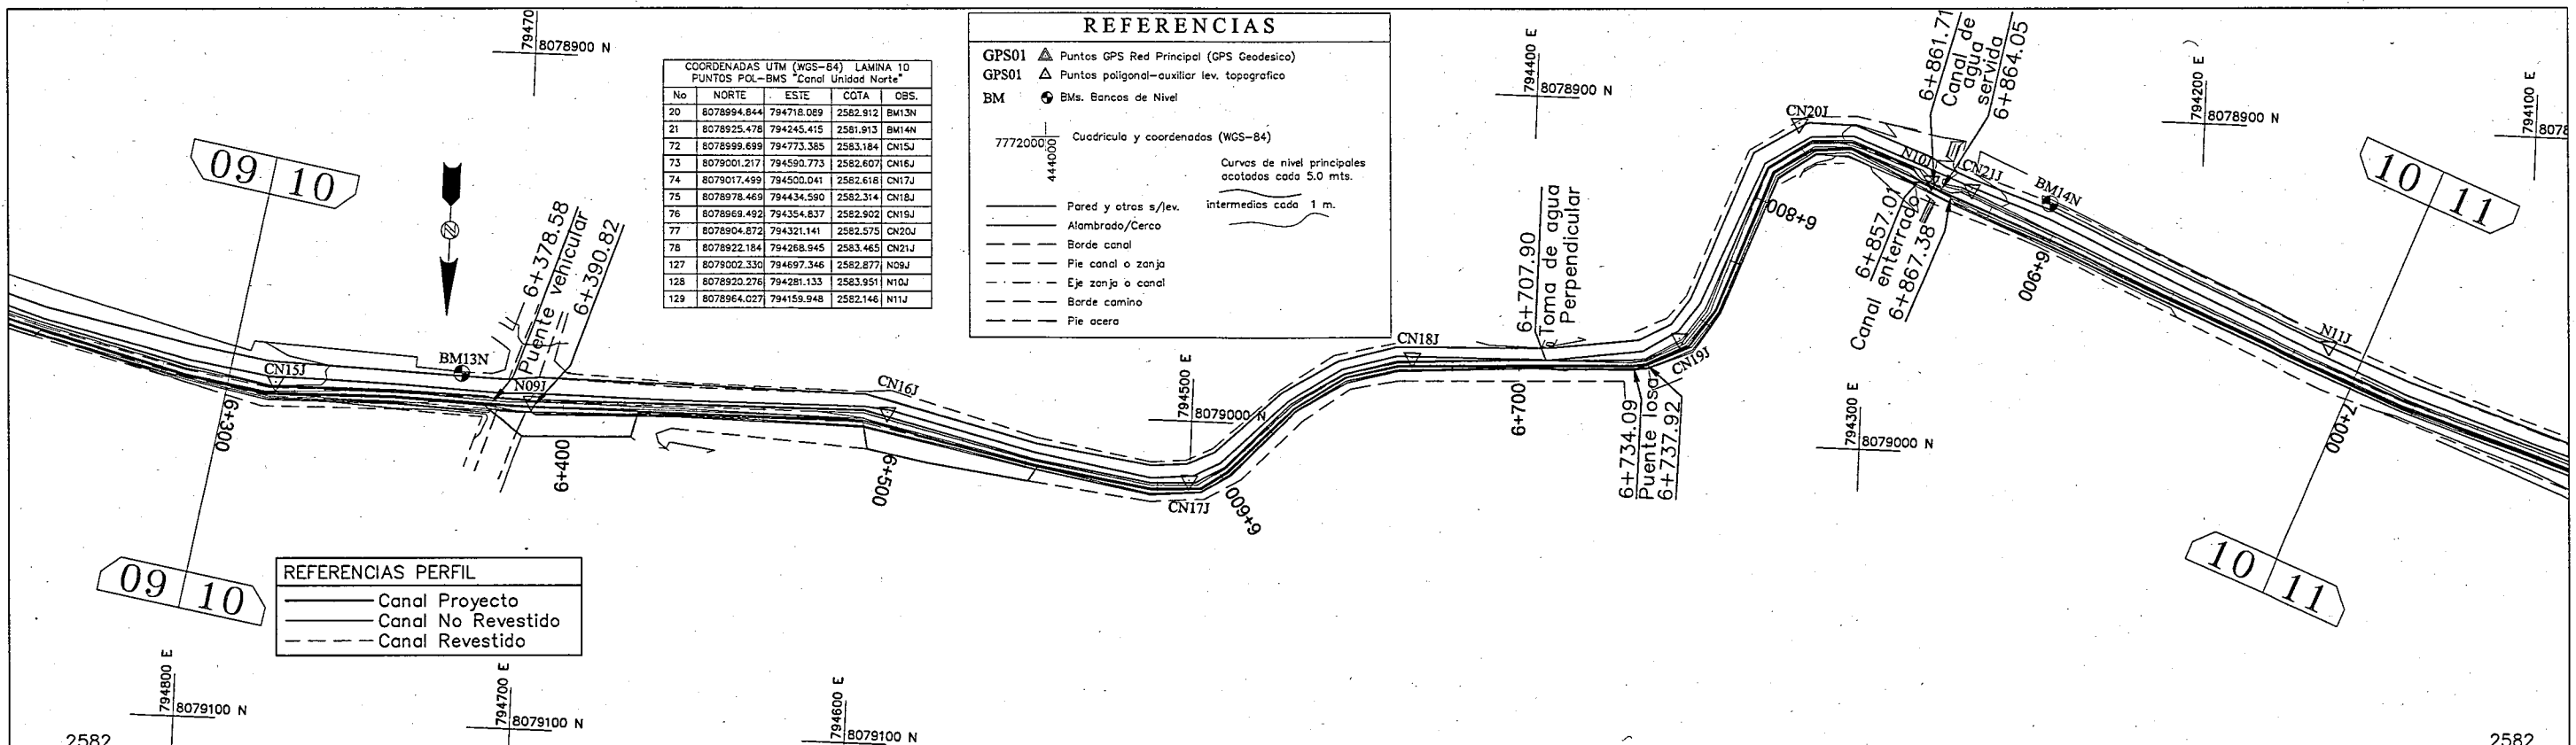 79470
8078900 N
COORDENADAS UTM (WGS-84) LAMINA 10
PUNTOS POL-BMS "Canal Unidad Norte"
No NORTE ESTE COTA OBS.
20 8078994.844 794718.089 2582.912 BM13N
21 8078925.478 794245.415 2581.913 BM14N
72 8078999.699 794773.385 2583.184 CN15J
73 8079001.217 794590.773 2582.607 CN16J
74 8079017.499 794500.041 2582.618 CN17J
75 8078978.469 794434.590 2582.314 CN18J
76 8078969.492 794354.837 2582.902 CN19J
77 8078904.872 794321.141 2582.575 CN20J
78 8078922.184 794268.945 2583.465 CN21J
127 8079002.330 794697.346 2582.877 N09J
128 8078920.276 794281.133 2583.951 N10J
129 8078964.027 794159.948 2582.146 N11J
REFERENCIAS
GPS01 Puntos GPS Red Principal (GPS Geodesico)
GPS01 Puntos poligonal-auxiliar lev. topografico
BM BMs. Bancos de Nivel
7772000
444000
Cuadricula y coordenadas (WGS-84)
Curvas de nivel principales
acotados cada 5.0 mts.
intermedios cada 1 m.
Pared y otros s/lev.
Alambrado/Cerco
Borde canal
Pie canal o zanja
Eje zanja o canal
Borde camino
Pie acera
794400 E
8078900 N
6+861.71
Canal de
agua
servida
6+864.05
794200 E
8078900 N
794100 E
8078
09 10
10 11
CN20J
N10J
CN21J
BM14N
6+378.58
Puente vehicular
6+390.82
6+707.90
Toma de agua
Perpendicular
6+800
6+857.01
Canal enterrado
6+867.38
6+900
CN15J
BM13N
N09J
CN16J
794500 E
8079000 N
CN18J
CN19J
N11J
6+300
6+400
6+500
CN17J
6+600
6+700
6+734.09
Puente losa
6+737.92
794300 E
8079000 N
7+000
09 10
10 11
REFERENCIAS PERFIL
Canal Proyecto
Canal No Revestido
Canal Revestido
794800 E
8079100 N
794700 E
8079100 N
794600 E
8079100 N
2582
2582